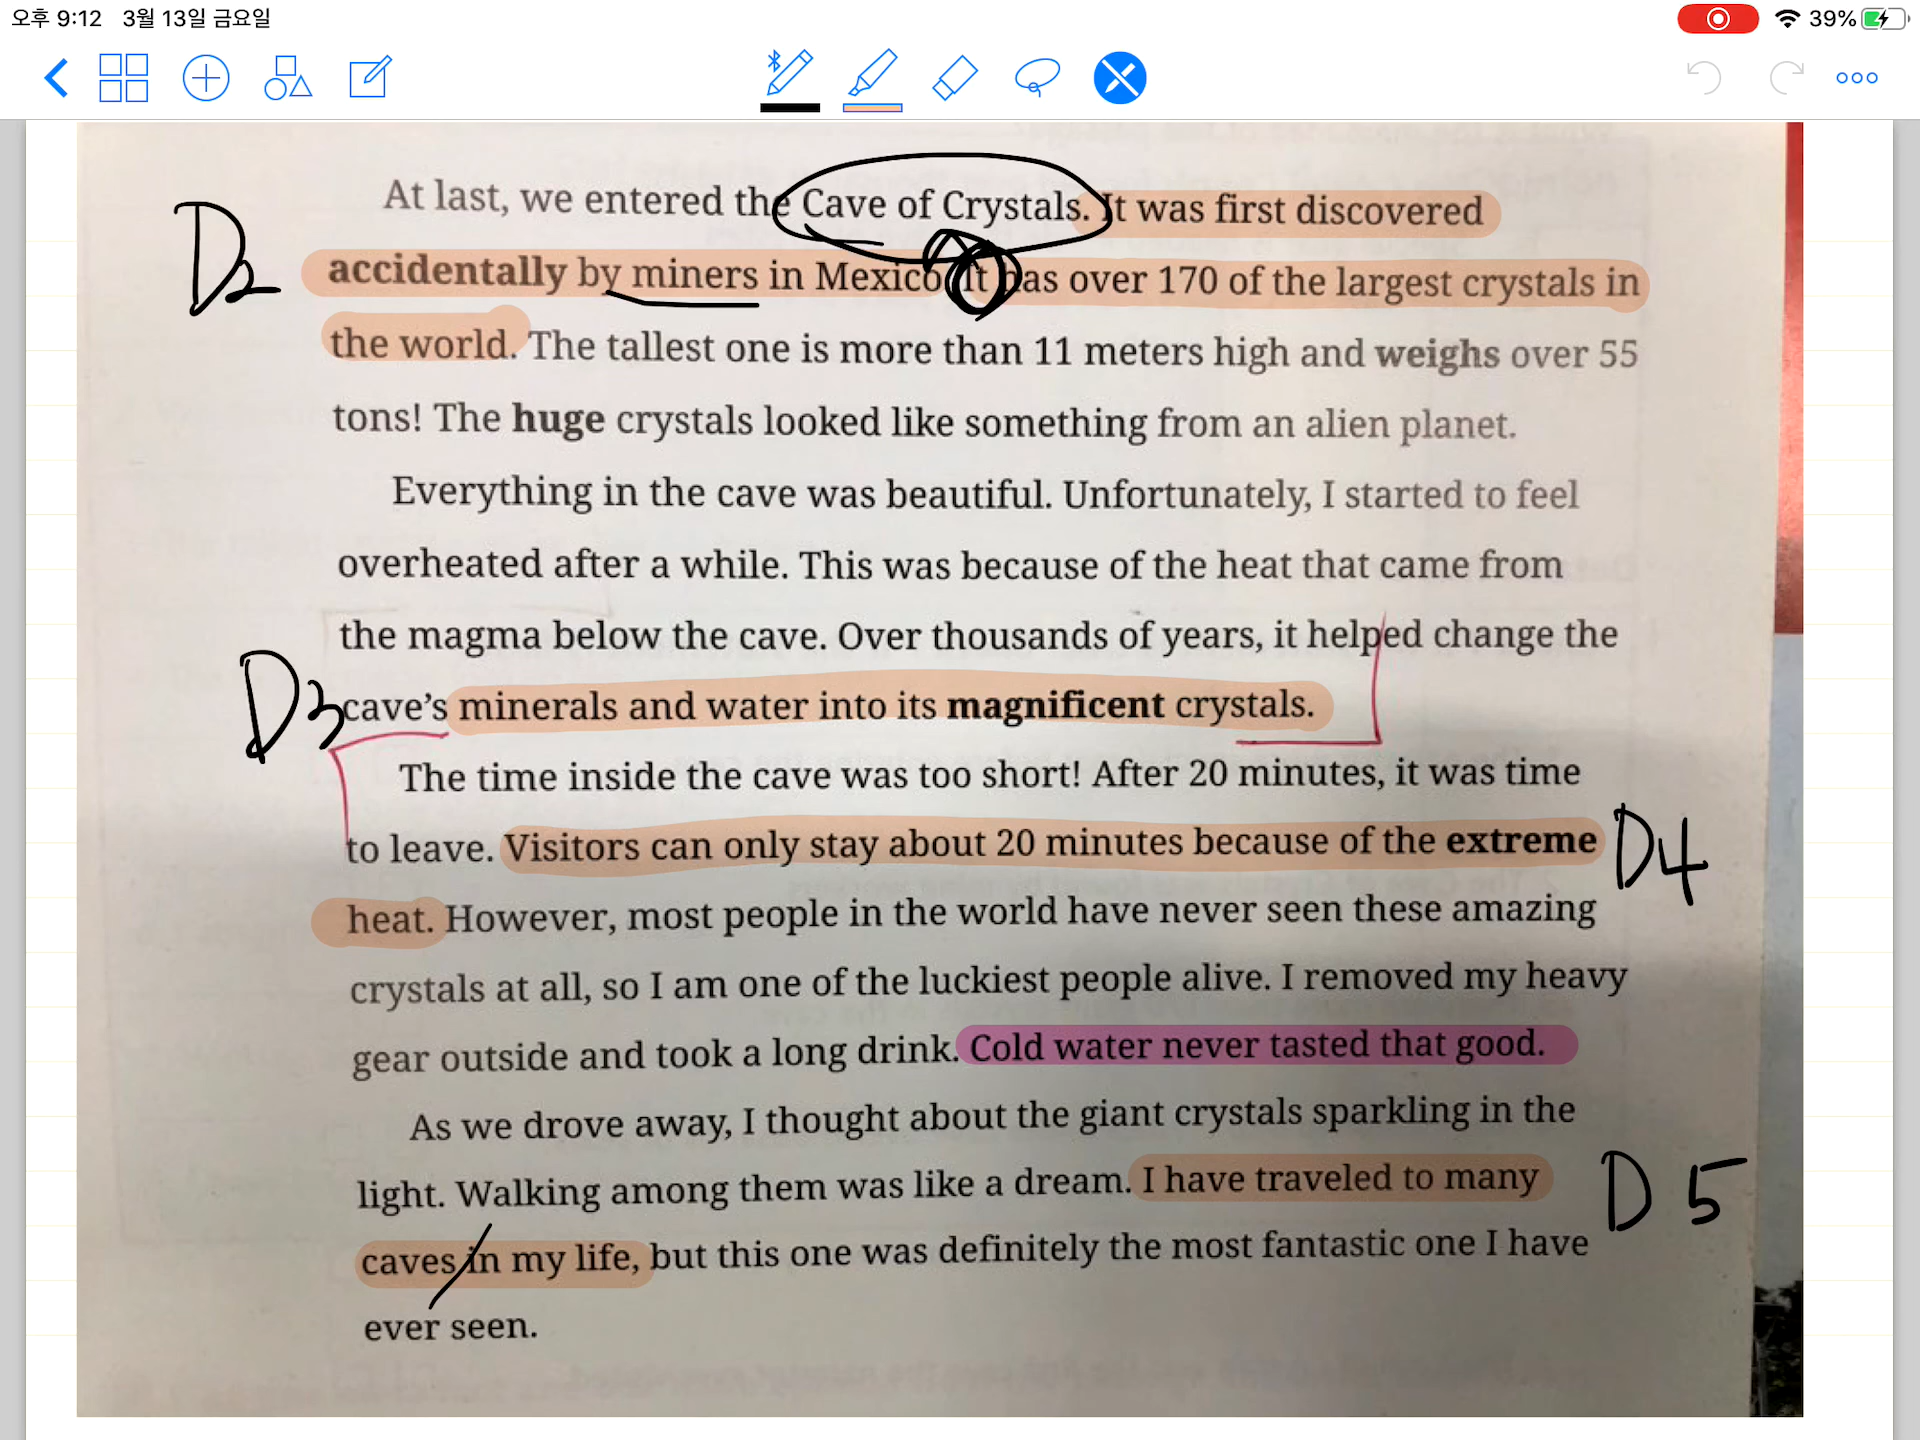 오후 9:12 3월 13일 금요일
39%
At last, we entered the Cave of Crystals. It was first discovered
D2
accidentally by miners in Mexico. It has over 170 of the largest crystals in
the world. The tallest one is more than 11 meters high and weighs over 55
tons! The huge crystals looked like something from an alien planet.
Everything in the cave was beautiful. Unfortunately, I started to feel
overheated after a while. This was because of the heat that came from
the magma below the cave. Over thousands of years, it helped change the
D3
cave's minerals and water into its magnificent crystals.
The time inside the cave was too short! After 20 minutes, it was time
to leave. Visitors can only stay about 20 minutes because of the extreme
D4
heat. However, most people in the world have never seen these amazing
crystals at all, so I am one of the luckiest people alive. I removed my heavy
gear outside and took a long drink. Cold water never tasted that good.
As we drove away, I thought about the giant crystals sparkling in the
light. Walking among them was like a dream. I have traveled to many
D5
caves in my life, but this one was definitely the most fantastic one I have
ever seen.